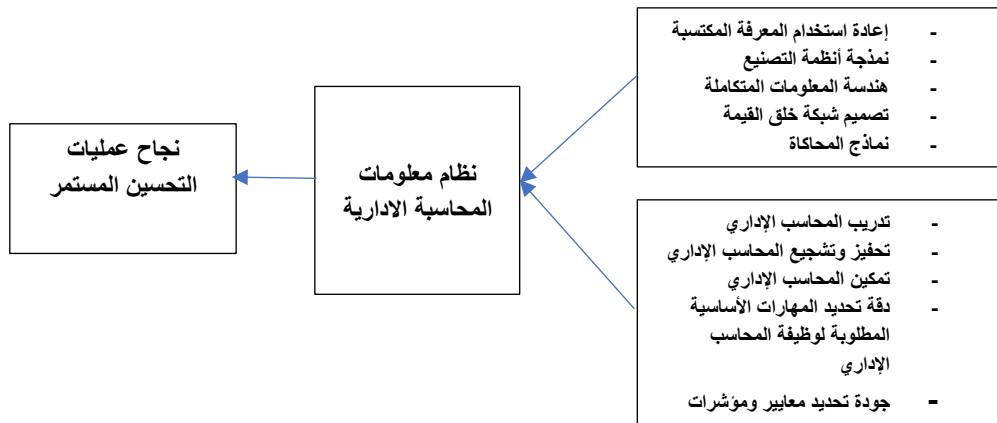 - إعادة استخدام المعرفة المكتسبة
- نمذجة أنظمة التصنيع
- هندسة المعلومات المتكاملة
- تصميم شبكة خلق القيمة
- نماذج المحاكاة
- تدريب المحاسب الإداري
- تحفيز وتشجيع المحاسب الإداري
- تمكين المحاسب الإداري
- دقة تحديد المهارات الأساسية
المطلوبة لوظيفة المحاسب
الإداري
- جودة تحديد معايير ومؤشرات
نظام معلومات
المحاسبة الادارية
نجاح عمليات
التحسين المستمر